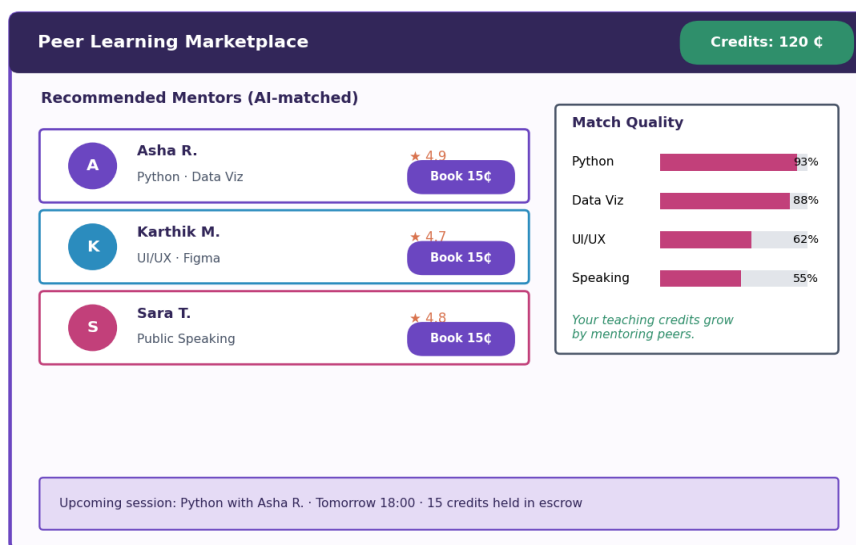 Peer Learning Marketplace
Credits: 120 ₵
Recommended Mentors (AI-matched)
A
Asha R.
Python · Data Viz
★ 4.9
Book 15₵
K
Karthik M.
UI/UX · Figma
★ 4.7
Book 15₵
S
Sara T.
Public Speaking
★ 4.8
Book 15₵
Match Quality
Python 93%
Data Viz 88%
UI/UX 62%
Speaking 55%
Your teaching credits grow
by mentoring peers.
Upcoming session: Python with Asha R. · Tomorrow 18:00 · 15 credits held in escrow